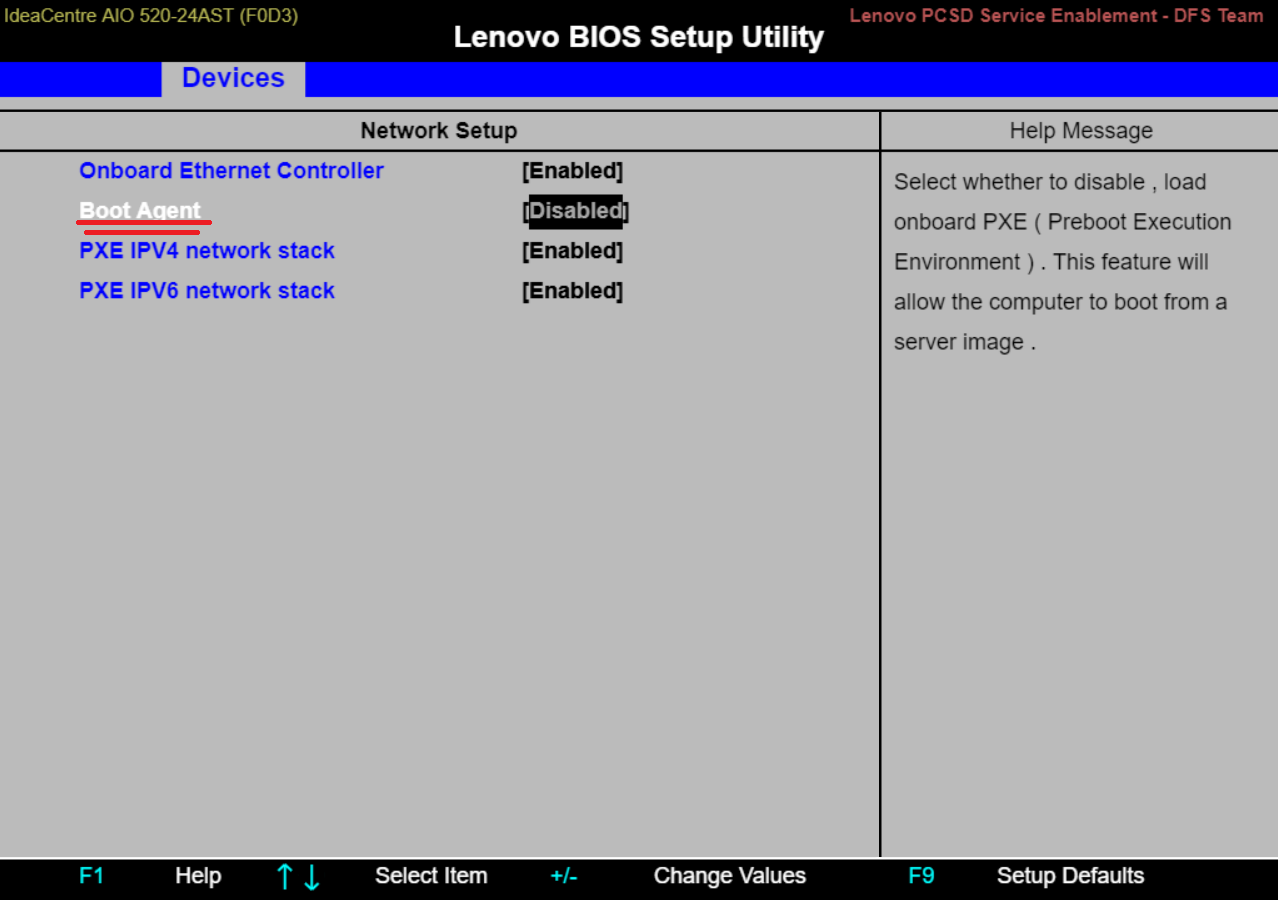 IdeaCentre AIO 520-24AST (F0D3)
Lenovo PCSD Service Enablement - DFS Team
Lenovo BIOS Setup Utility
Devices
Network Setup
Help Message
Onboard Ethernet Controller [Enabled]
Boot Agent [Disabled]
PXE IPV4 network stack [Enabled]
PXE IPV6 network stack [Enabled]
Select whether to disable , load
onboard PXE ( Preboot Execution
Environment ) . This feature will
allow the computer to boot from a
server image .
F1 Help ↑ ↓ Select Item +/- Change Values F9 Setup Defaults